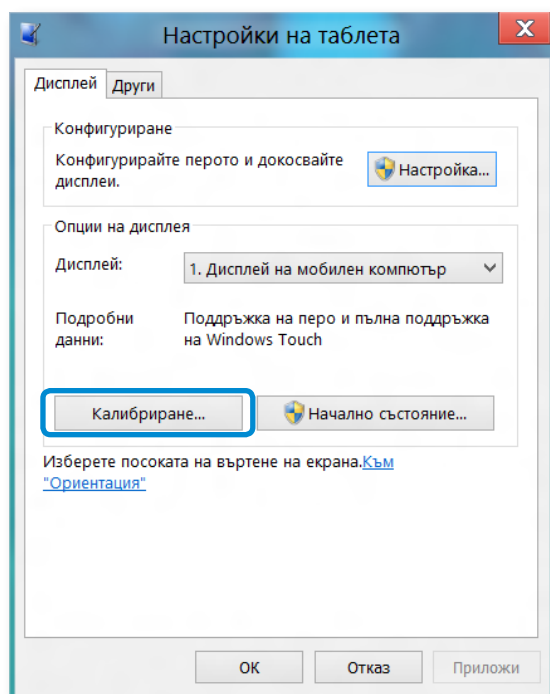 Настройки на таблета
Дисплей Други
Конфигуриране
Конфигурирайте перото и докосвайте
дисплеи.
Настройка...
Опции на дисплея
Дисплей:
1. Дисплей на мобилен компютър
Подробни
данни:
Поддръжка на перо и пълна поддръжка
на Windows Touch
Калибриране...
Начално състояние...
Изберете посоката на въртене на екрана.Към
"Ориентация"
ОК
Отказ
Приложи